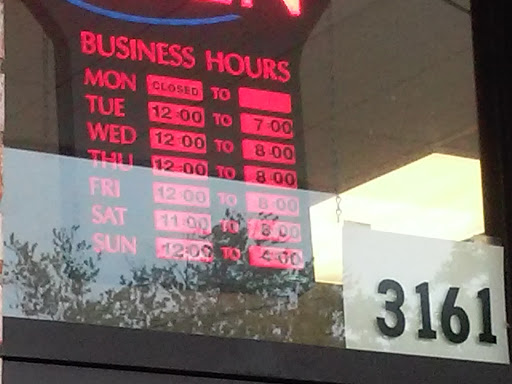 BUSINESS HOURS
MON CLOSED TO
TUE 12:00 TO 7:00
WED 12:00 TO 8:00
THU 12:00 TO 8:00
FRI 12:00 TO 8:00
SAT 11:00 TO 8:00
SUN 12:00 TO 4:00
3161